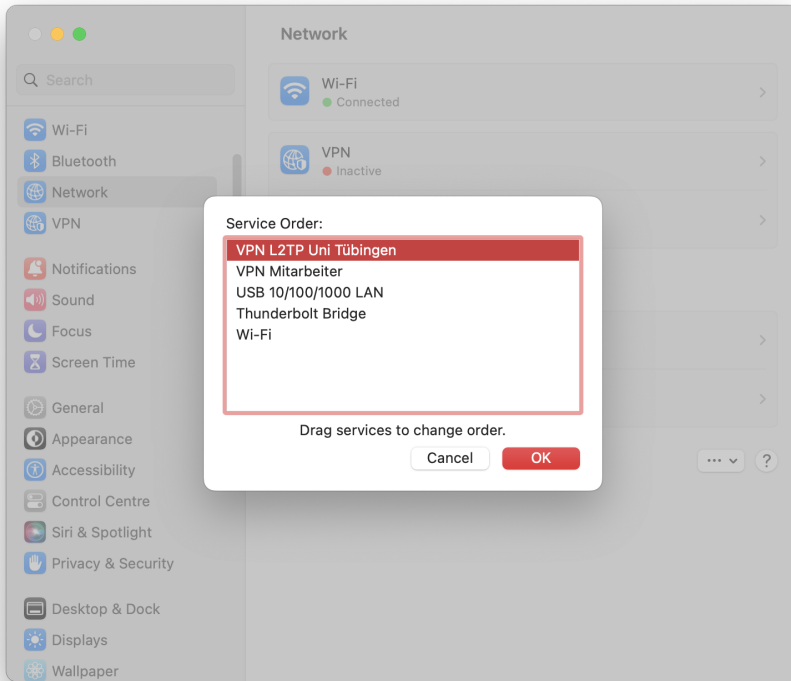 Network
Search
Wi-Fi
Bluetooth
Network
VPN
Notifications
Sound
Focus
Screen Time
General
Appearance
Accessibility
Control Centre
Siri & Spotlight
Privacy & Security
Desktop & Dock
Displays
Wallpaper
Wi-Fi
Connected
VPN
Inactive
Service Order:
VPN L2TP Uni Tübingen
VPN Mitarbeiter
USB 10/100/1000 LAN
Thunderbolt Bridge
Wi-Fi
Drag services to change order.
Cancel OK
... ?